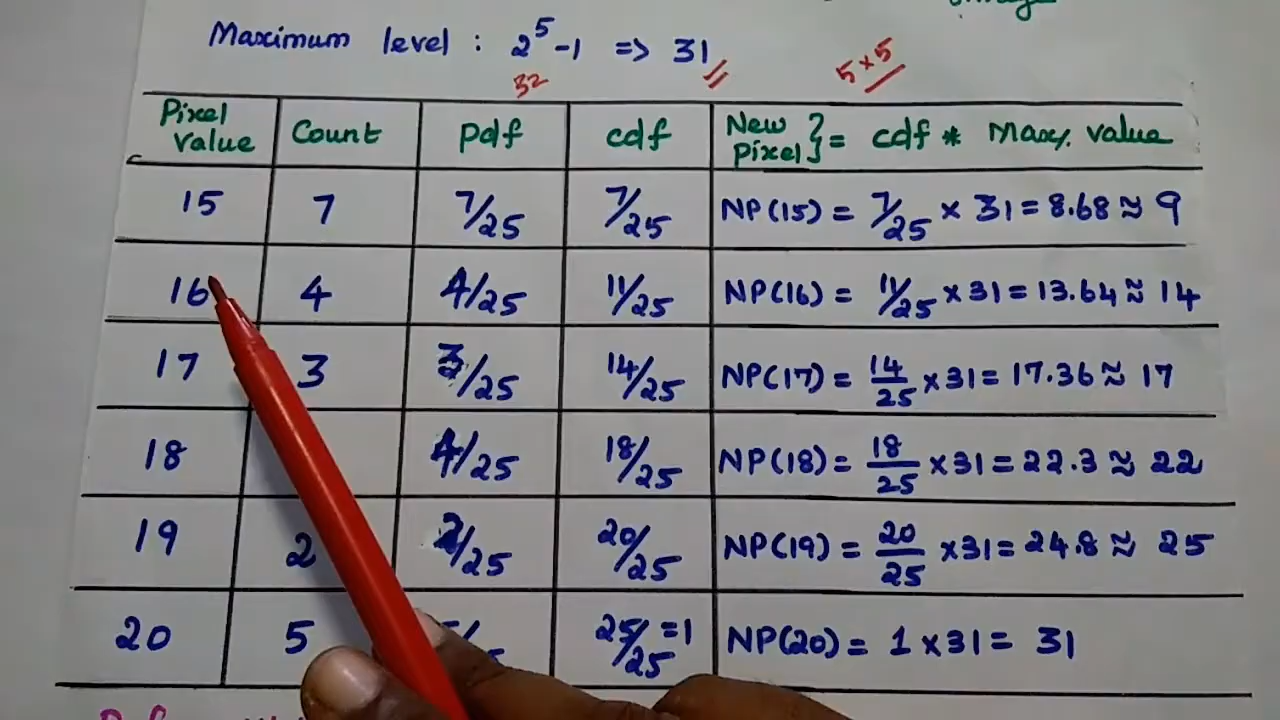 Maximum level : 2^5 -1 => 31
32
5×5
Pixel Value Count pdf cdf New Pixel } = cdf * Max. value
15 7 7/25 7/25 NP(15) = 7/25 × 31 = 8.68 ≈ 9
16 4 4/25 11/25 NP(16) = 11/25 × 31 = 13.64 ≈ 14
17 3 3/25 14/25 NP(17) = 14/25 × 31 = 17.36 ≈ 17
18 4/25 18/25 NP(18) = 18/25 × 31 = 22.3 ≈ 22
19 2 2/25 20/25 NP(19) = 20/25 × 31 = 24.8 ≈ 25
20 5 25/25 = 1 NP(20) = 1 × 31 = 31